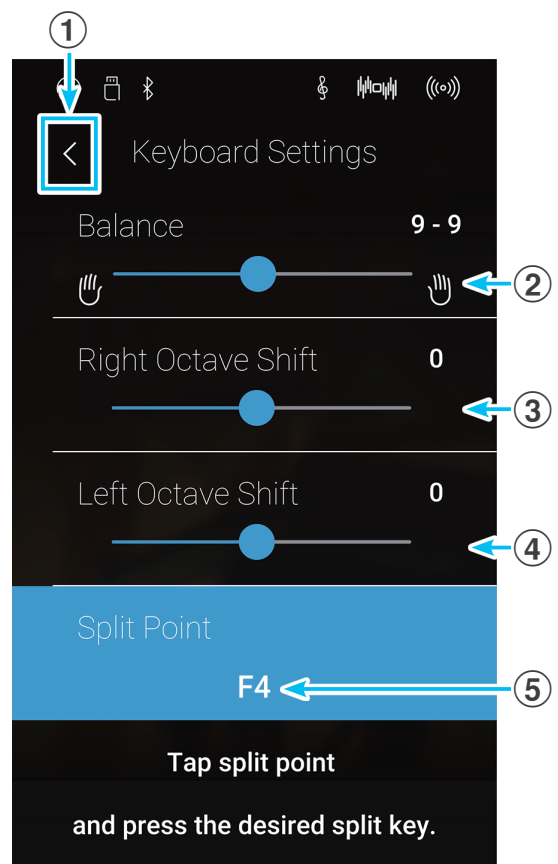 1
Keyboard Settings
Balance 9 - 9
2
Right Octave Shift 0
3
Left Octave Shift 0
4
Split Point
F4
5
Tap split point
and press the desired split key.